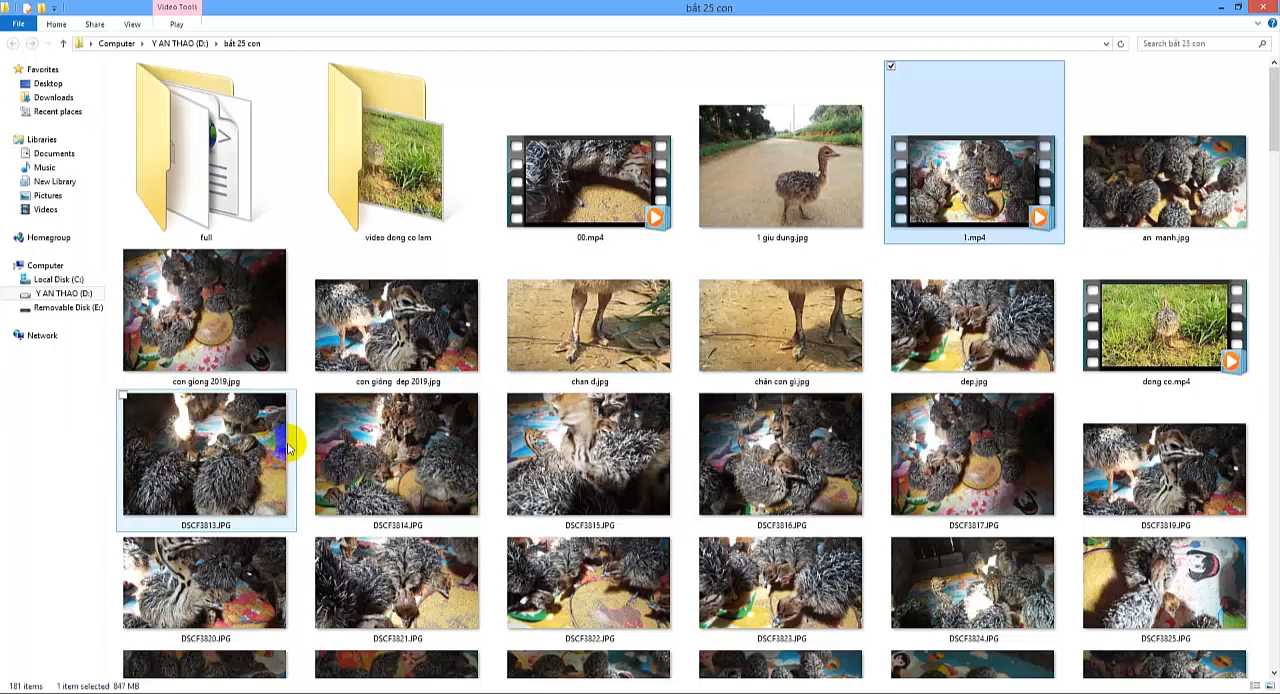 Video Tools
bắt 25 con
File
Home
Share
View
Play
Computer
Y AN THAO (D:)
bắt 25 con
Search bắt 25 con
Favorites
Desktop
Downloads
Recent places
Libraries
Documents
Music
New Library
Pictures
Videos
Homegroup
Computer
Local Disk (C:)
Y AN THAO (D:)
Removable Disk (E:)
Network
full
video dong co lam
00.mp4
1 giu dung.jpg
1.mp4
an manh.jpg
con giong 2019.jpg
con giông dep 2019.jpg
chan d.jpg
chân con gì.jpg
dep.jpg
dong co.mp4
DSCF3813.JPG
DSCF3814.JPG
DSCF3815.JPG
DSCF3816.JPG
DSCF3817.JPG
DSCF3819.JPG
DSCF3820.JPG
DSCF3821.JPG
DSCF3822.JPG
DSCF3823.JPG
DSCF3824.JPG
DSCF3825.JPG
181 items
1 item selected 847 MB